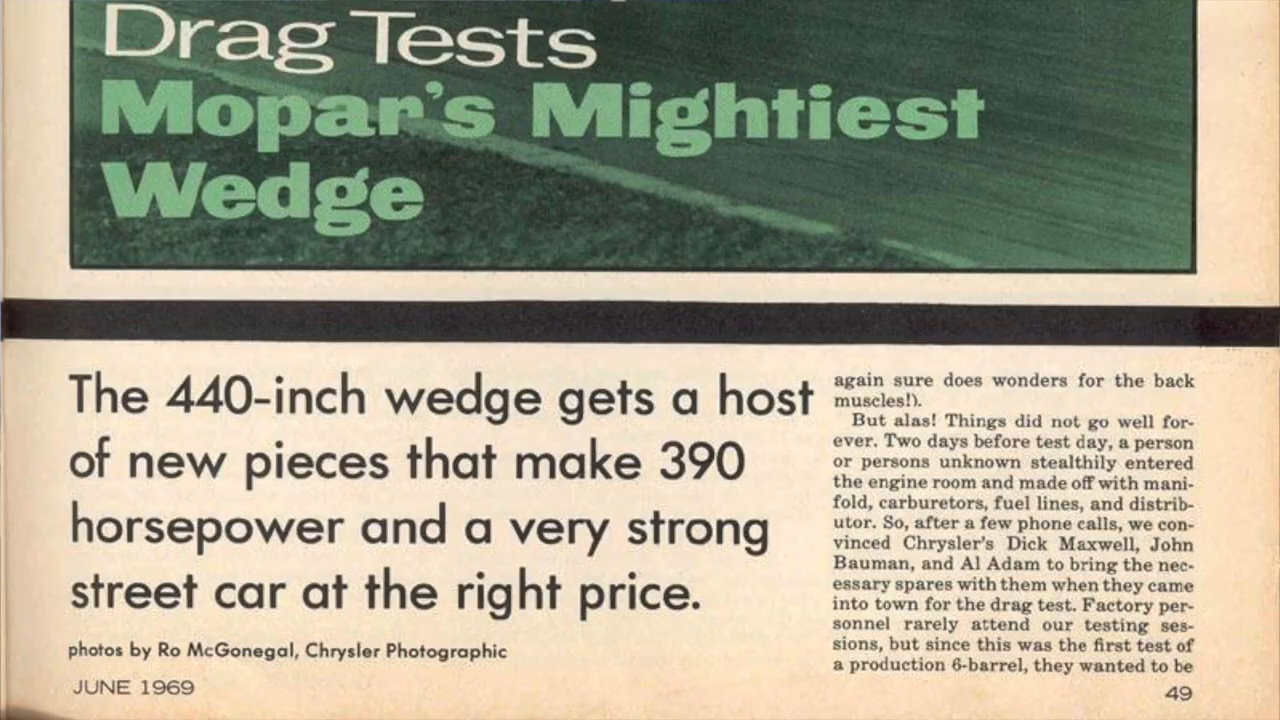 Drag Tests
Mopar's Mightiest
Wedge
The 440-inch wedge gets a host
of new pieces that make 390
horsepower and a very strong
street car at the right price.
photos by Ro McGonegal, Chrysler Photographic
JUNE 1969
again sure does wonders for the back
muscles!).
But alas! Things did not go well for-
ever. Two days before test day, a person
or persons unknown stealthily entered
the engine room and made off with mani-
fold, carburetors, fuel lines, and distrib-
utor. So, after a few phone calls, we con-
vinced Chrysler's Dick Maxwell, John
Bauman, and Al Adam to bring the nec-
essary spares with them when they came
into town for the drag test. Factory per-
sonnel rarely attend our testing ses-
sions, but since this was the first test of
a production 6-barrel, they wanted to be
49